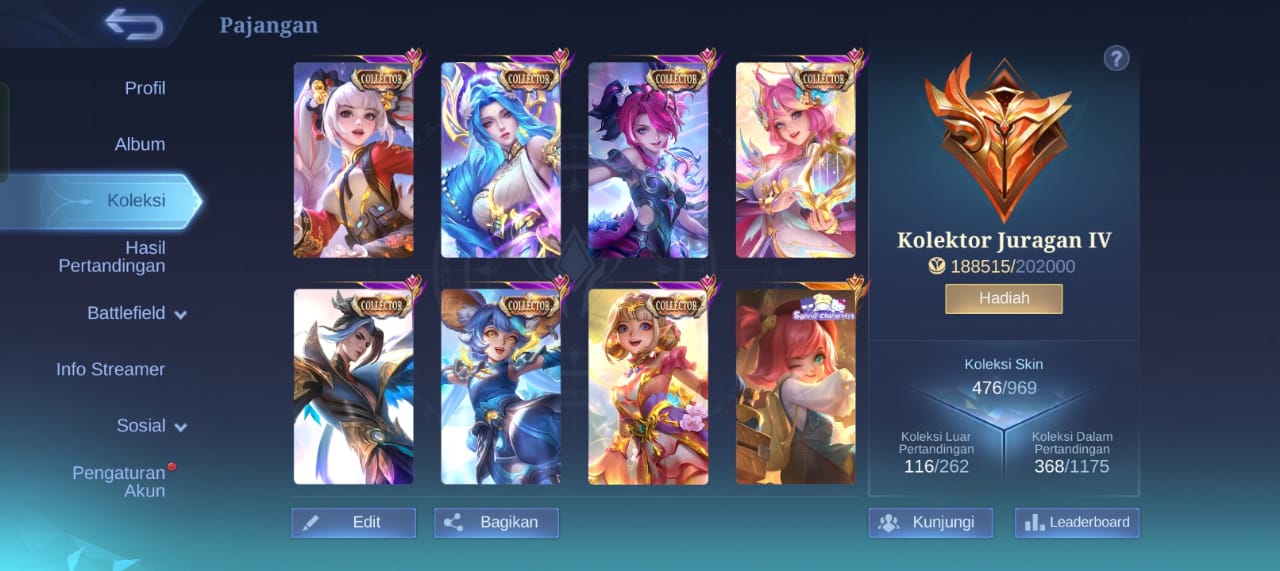 Pajangan
Profil
Album
Koleksi
Hasil
Pertandingan
Battlefield
Info Streamer
Sosial
Pengaturan
Akun
COLLECTOR
COLLECTOR
COLLECTOR
COLLECTOR
COLLECTOR
COLLECTOR
COLLECTOR
Sanrio characters
Edit
Bagikan
?
Kolektor Juragan IV
188515/202000
Hadiah
Koleksi Skin
476/969
Koleksi Luar
Pertandingan
116/262
Koleksi Dalam
Pertandingan
368/1175
Kunjungi
Leaderboard